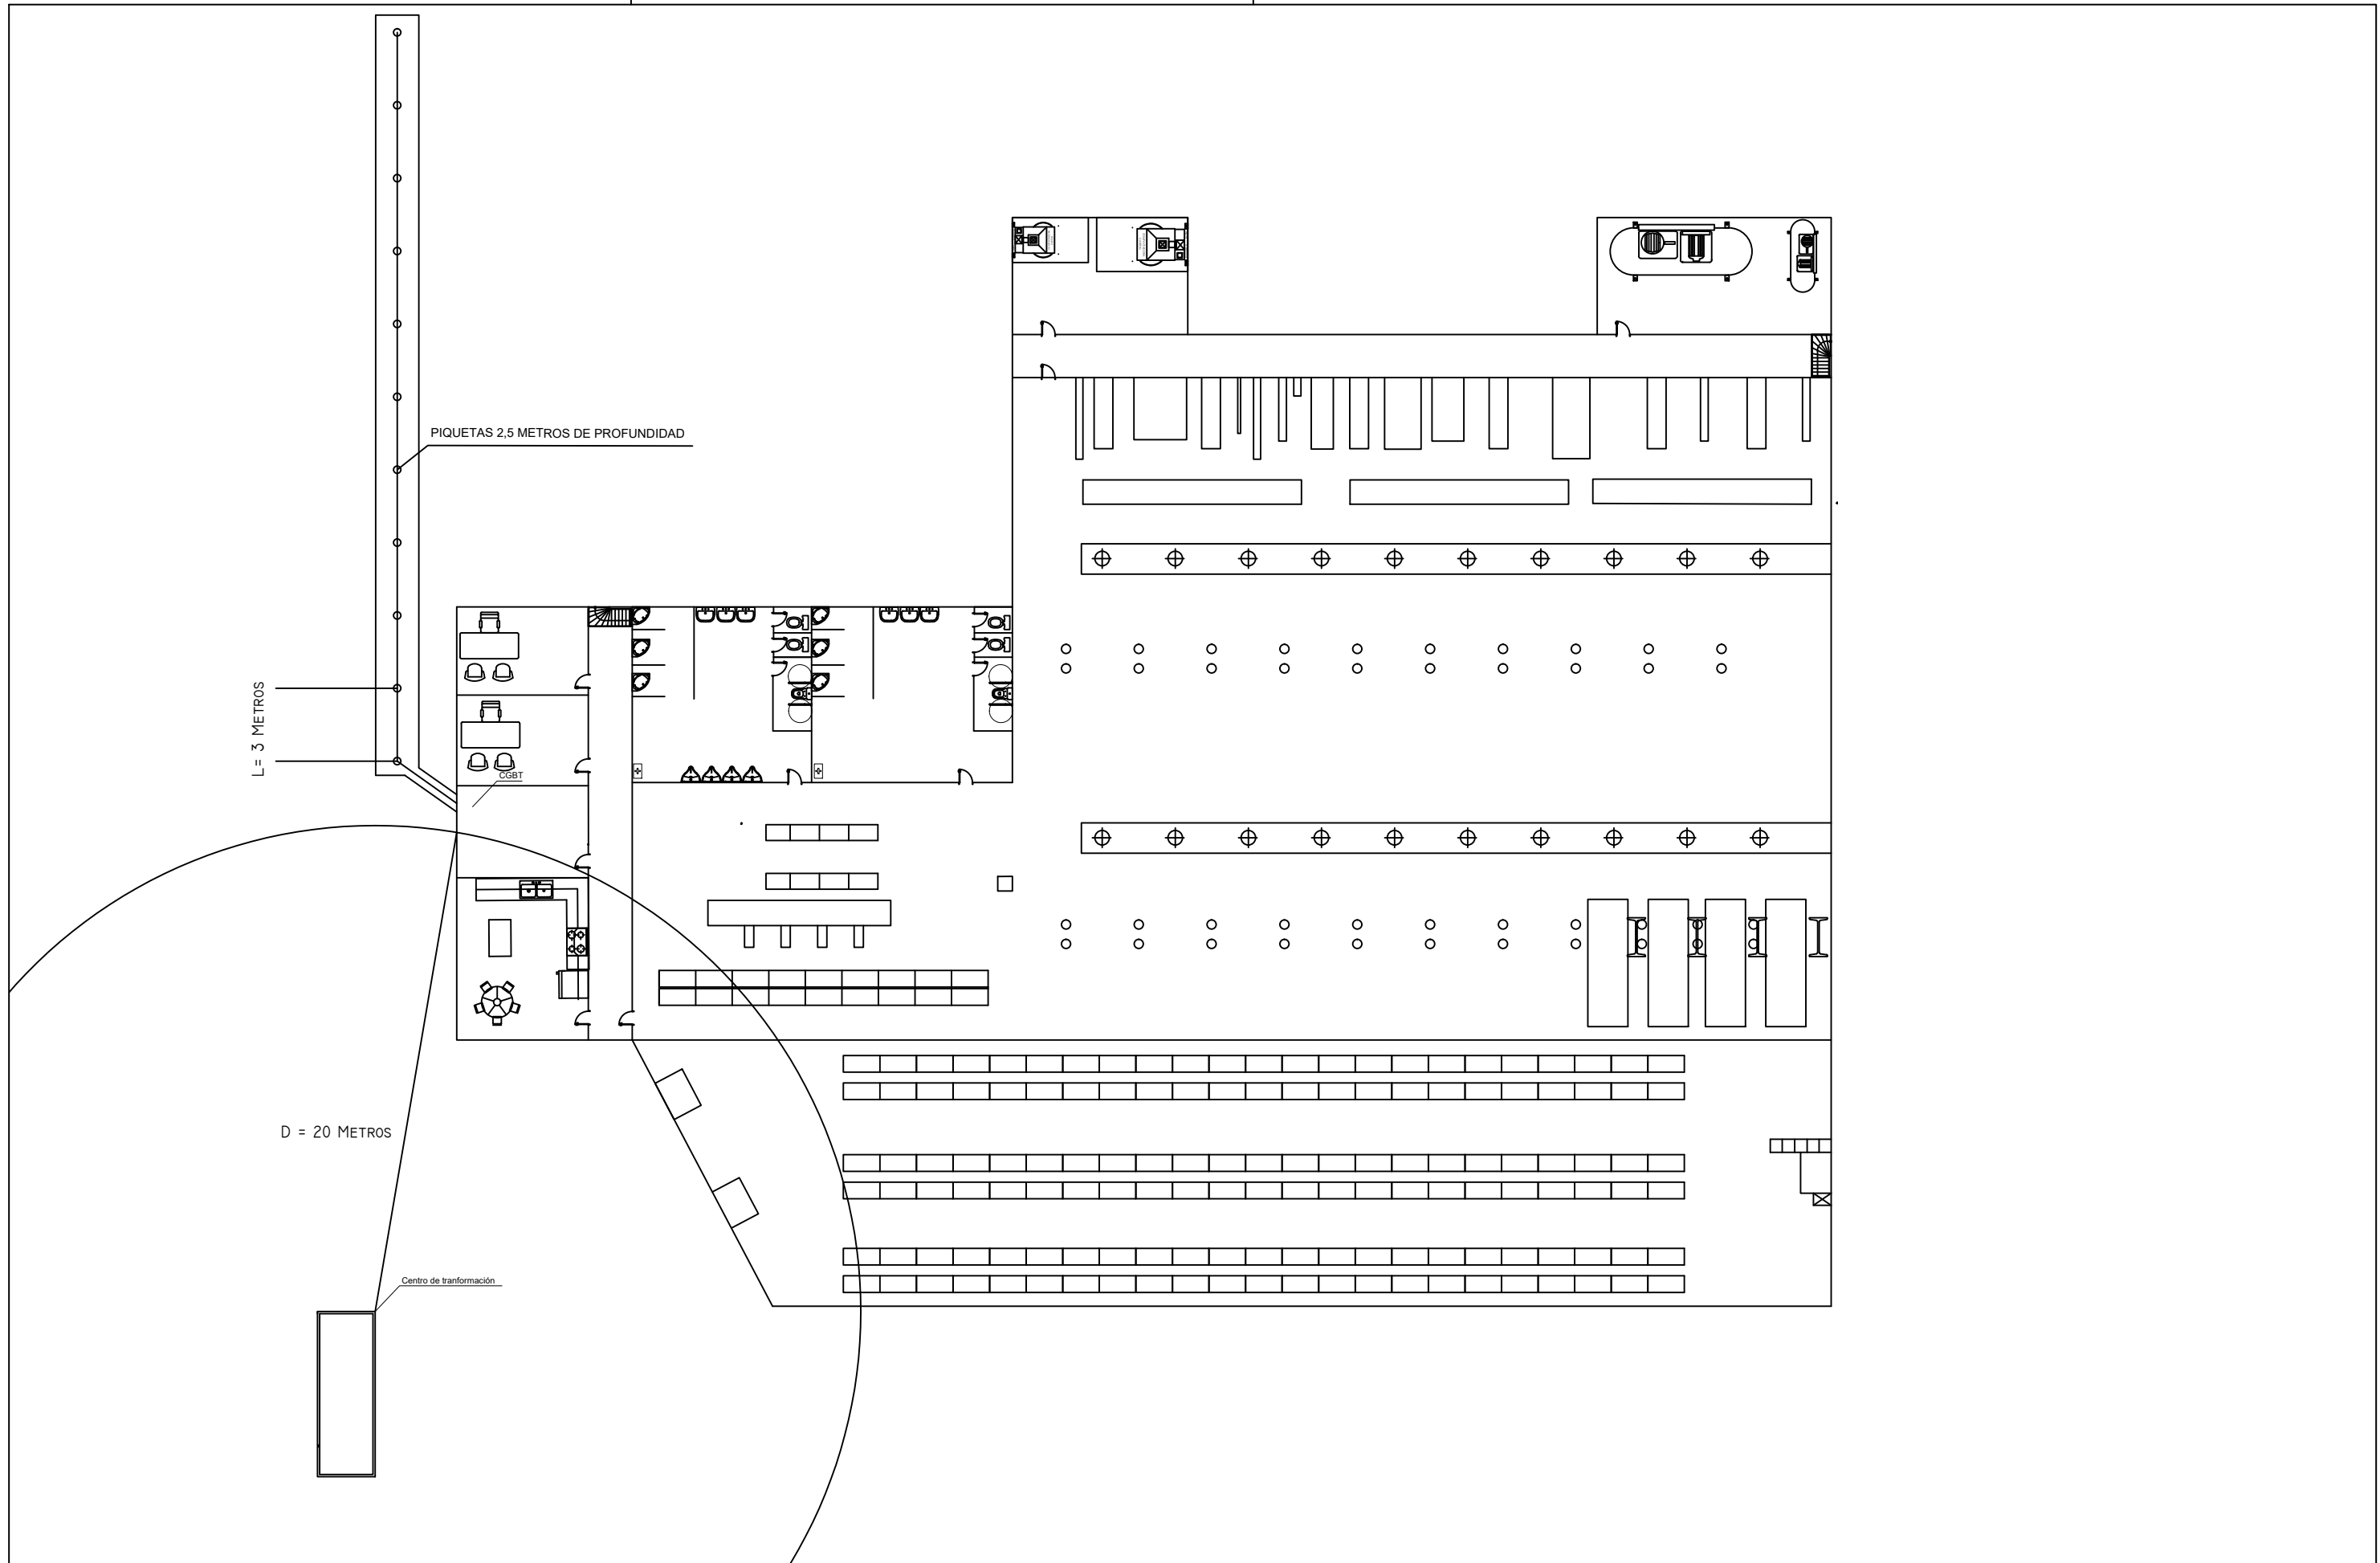 PIQUETAS 2,5 METROS DE PROFUNDIDAD
L= 3 METROS
CGBT
D = 20 METROS
Centro de tranformación